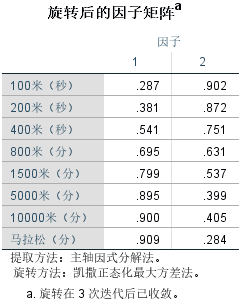 旋转后的因子矩阵a
因子
1 2
100米（秒） .287 .902
200米（秒） .381 .872
400米（秒） .541 .751
800米（分） .695 .631
1500米（分） .799 .537
5000米（分） .895 .399
10000米（分） .900 .405
马拉松（分） .909 .284
提取方法：主轴因式分解法。
旋转方法：凯撒正态化最大方差法。
a. 旋转在 3 次迭代后已收敛。